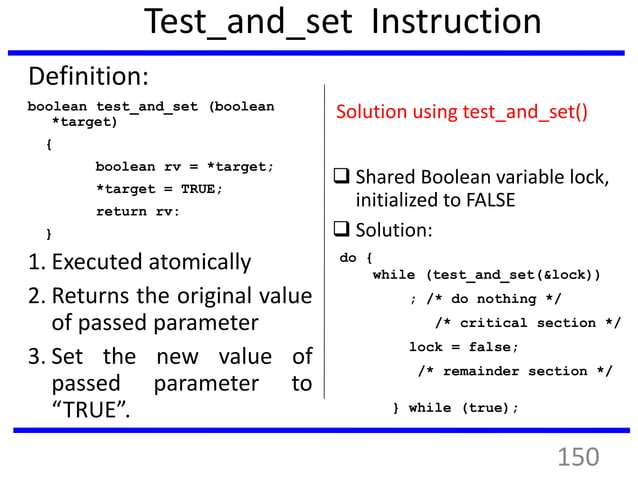 Test_and_set Instruction
Definition:
boolean test_and_set (boolean
*target)
{
boolean rv = *target;
*target = TRUE;
return rv:
}
1. Executed atomically
2. Returns the original value
of passed parameter
3. Set the new value of
passed parameter to
“TRUE”.
Solution using test_and_set()
Shared Boolean variable lock,
initialized to FALSE
Solution:
do {
while (test_and_set(&lock))
; /* do nothing */
/* critical section */
lock = false;
/* remainder section */
} while (true);
150